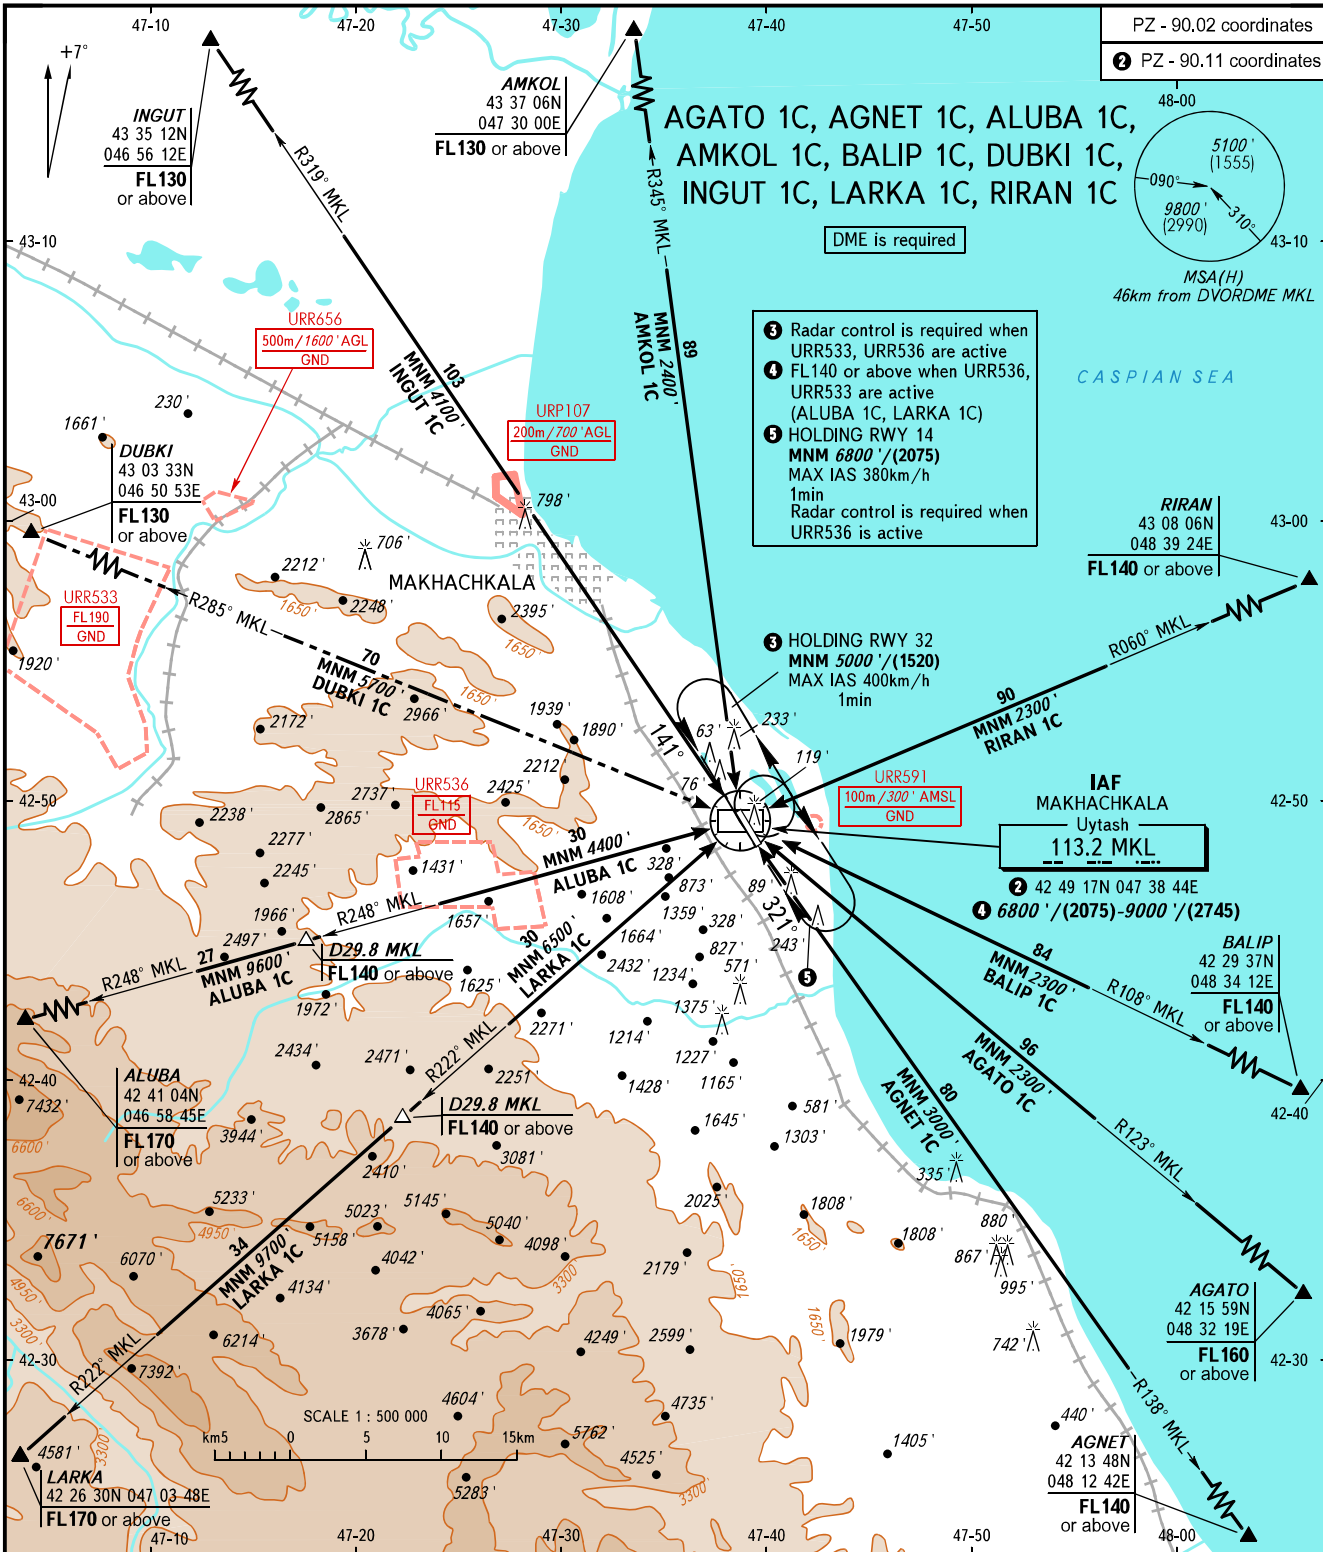 47-10
47-20
47-30
47-40
47-50
PZ - 90.02 coordinates
❷ PZ - 90.11 coordinates
48-00
+7°
INGUT
43 35 12N
046 56 12E
FL130
or above
AMKOL
43 37 06N
047 30 00E
FL130 or above
AGATO 1C, AGNET 1C, ALUBA 1C,
AMKOL 1C, BALIP 1C, DUBKI 1C,
INGUT 1C, LARKA 1C, RIRAN 1C
DME is required
5100'
(1555)
090°
9800'
(2990)
310°
MSA(H)
46km from DVORDME MKL
43-10
43-10
R319° MKL
R345° MKL
103
MNM 4100'
INGUT 1C
89
MNM 2400'
AMKOL 1C
❸ Radar control is required when
URR533, URR536 are active
❹ FL140 or above when URR536,
URR533 are active
(ALUBA 1C, LARKA 1C)
❺ HOLDING RWY 14
MNM 6800'/(2075)
MAX IAS 380km/h
1min
Radar control is required when
URR536 is active
CASPIAN SEA
URR656
500m/1600' AGL
GND
URP107
200m/700' AGL
GND
230'
1661'
DUBKI
43 03 33N
046 50 53E
FL130
or above
43-00
43-00
798'
706'
MAKHACHKALA
RIRAN
43 08 06N
048 39 24E
FL140 or above
URR533
FL190
GND
1920'
2212'
1650'
2248'
2395'
1650'
R285° MKL
70
MNM 5700'
DUBKI 1C
2966'
1650'
2172'
1939'
1890'
2212'
❸ HOLDING RWY 32
MNM 5000'/(1520)
MAX IAS 400km/h
1min
R060° MKL
90
MNM 2300'
RIRAN 1C
141°
63'
233'
76'
119'
URR591
100m/300' AMSL
GND
IAF
MAKHACHKALA
Uytash
113.2 MKL
❷ 42 49 17N 047 38 44E
❹ 6800'/(2075)-9000'/(2745)
42-50
42-50
2238'
2865'
2737'
URR536
FL115
GND
2425'
1650'
2277'
2245'
1431'
30
MNM 4400'
ALUBA 1C
328'
873'
1359'
89'
321°
243'
❺
1966'
2497'
R248° MKL
1657'
1608'
1664'
328'
827'
571'
D29.8 MKL
FL140 or above
27
MNM 9600'
ALUBA 1C
R248° MKL
30
MNM 6500'
LARKA 1C
2432'
1234'
1375'
1625'
1972'
2271'
1214'
1227'
84
MNM 2300'
BALIP 1C
R108° MKL
BALIP
42 29 37N
048 34 12E
FL140
or above
2434'
2471'
R222° MKL
2251'
1428'
1165'
96
MNM 2300'
AGATO 1C
42-40
42-40
ALUBA
42 41 04N
046 58 45E
FL170
or above
7432'
6600'
3944'
D29.8 MKL
FL140 or above
80
MNM 3000'
AGNET 1C
R123° MKL
581'
1303'
1645'
335'
2410'
3081'
2025'
6600'
5233'
4950'
5023'
5158'
5145'
5040'
1808'
1650'
1808'
880'
867'
995'
7671'
4950'
6070'
34
MNM 9700'
LARKA 1C
4042'
4098'
3300'
2179'
1650'
4134'
4065'
3678'
3300'
6214'
4249'
2599'
1650'
1979'
742'
AGATO
42 15 59N
048 32 19E
FL160
or above
42-30
42-30
R222° MKL
7392'
R138° MKL
SCALE 1 : 500 000
km5 0 5 10 15km
4604'
4735'
5762'
4525'
3300'
5283'
3300'
1405'
440'
4581'
LARKA
42 26 30N 047 03 48E
FL170 or above
AGNET
42 13 48N
048 12 42E
FL140
or above
47-10
47-20
47-30
47-40
47-50
48-00